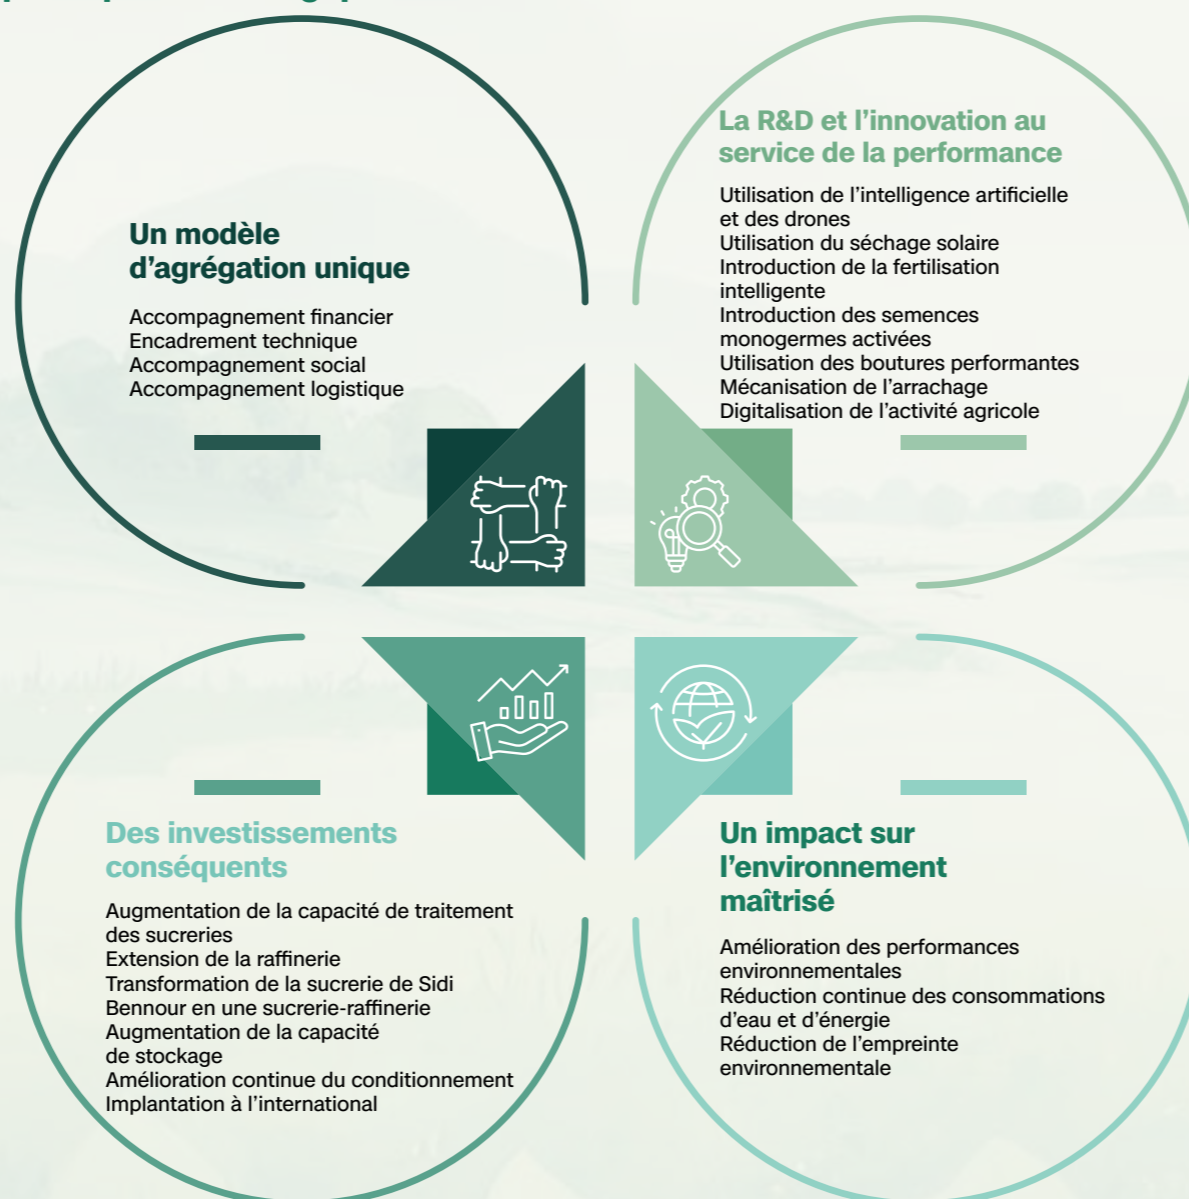 Un modèle
d'agrégation unique
Accompagnement financier
Encadrement technique
Accompagnement social
Accompagnement logistique
La R&D et l'innovation au
service de la performance
Utilisation de l'intelligence artificielle
et des drones
Utilisation du séchage solaire
Introduction de la fertilisation
intelligente
Introduction des semences
monogermes activées
Utilisation des boutures performantes
Mécanisation de l'arrachage
Digitalisation de l'activité agricole
Des investissements
conséquents
Augmentation de la capacité de traitement
des sucreries
Extension de la raffinerie
Transformation de la sucrerie de Sidi
Bennour en une sucrerie-raffinerie
Augmentation de la capacité
de stockage
Amélioration continue du conditionnement
Implantation à l'international
Un impact sur
l'environnement
maîtrisé
Amélioration des performances
environnementales
Réduction continue des consommations
d'eau et d'énergie
Réduction de l'empreinte
environnementale